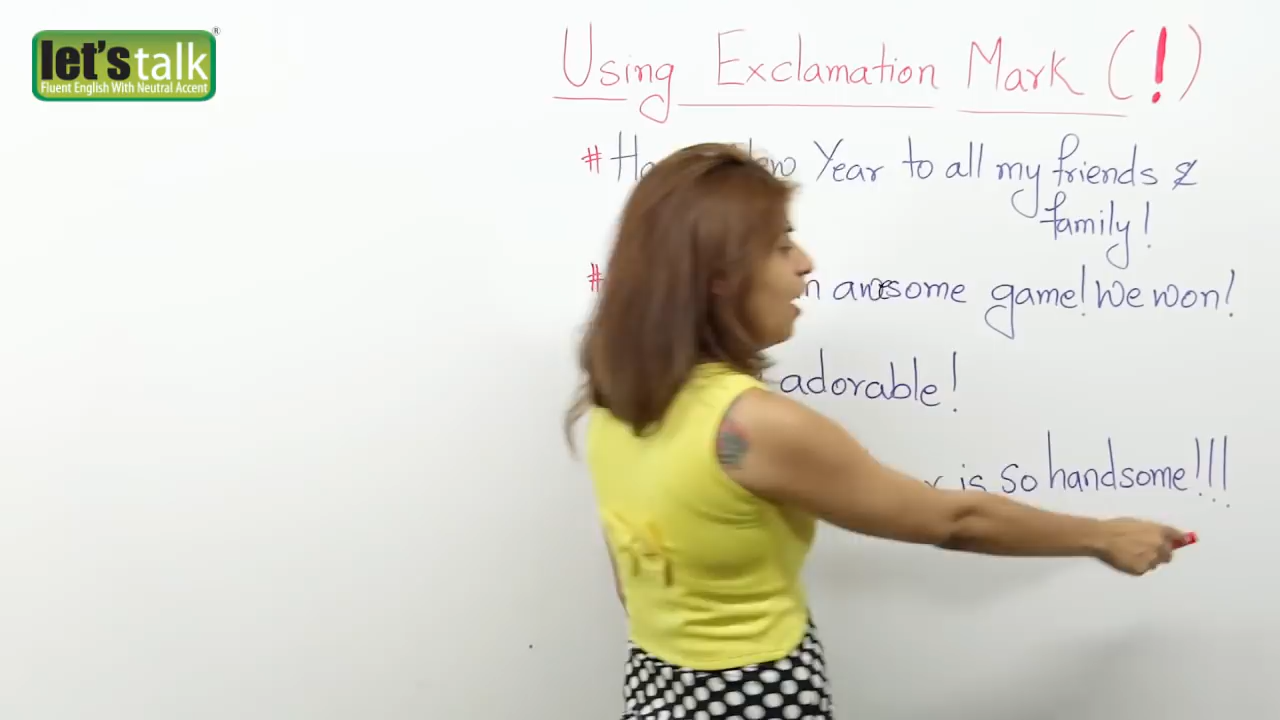 let's talk ®
Fluent English With Neutral Accent
Using Exclamation Mark (!)
# Year to all my friends &
family!
# awesome game! We won!
adorable!
is so handsome!!!